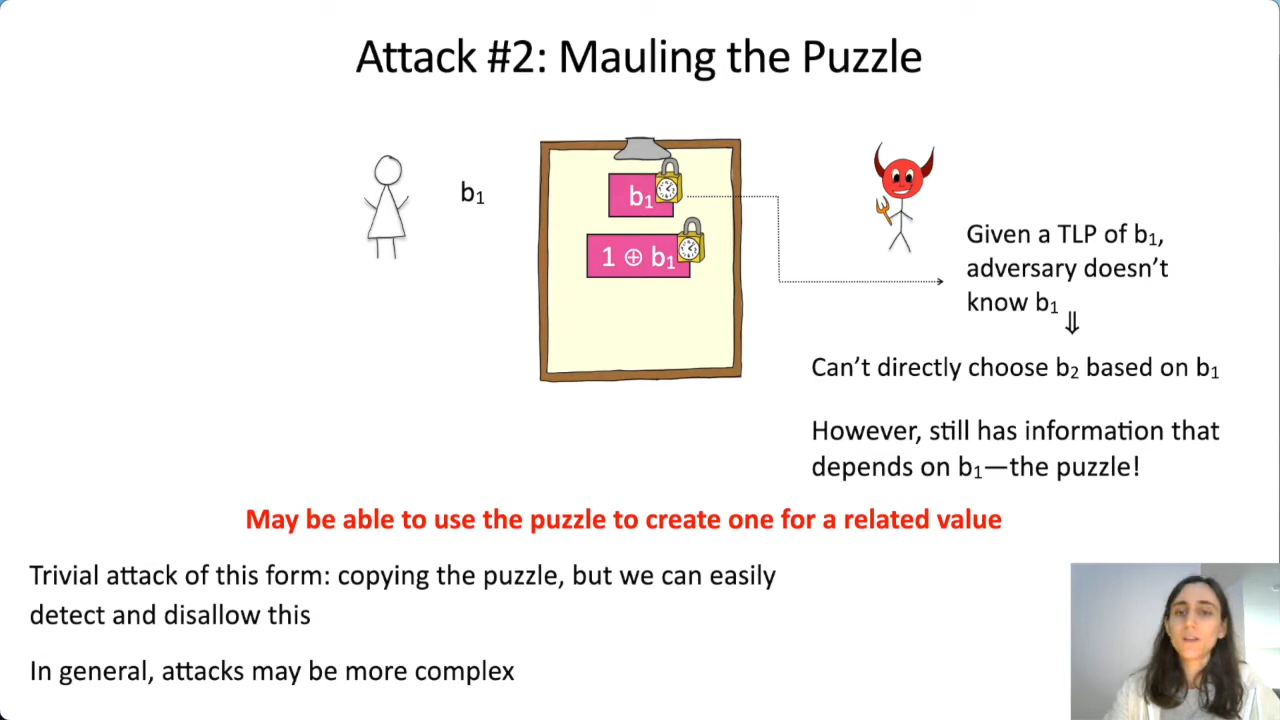 Attack #2: Mauling the Puzzle
b₁
b₁
1 ⊕ b₁
Given a TLP of b₁,
adversary doesn’t
know b₁
⇓
Can’t directly choose b₂ based on b₁
However, still has information that
depends on b₁—the puzzle!
May be able to use the puzzle to create one for a related value
Trivial attack of this form: copying the puzzle, but we can easily
detect and disallow this
In general, attacks may be more complex